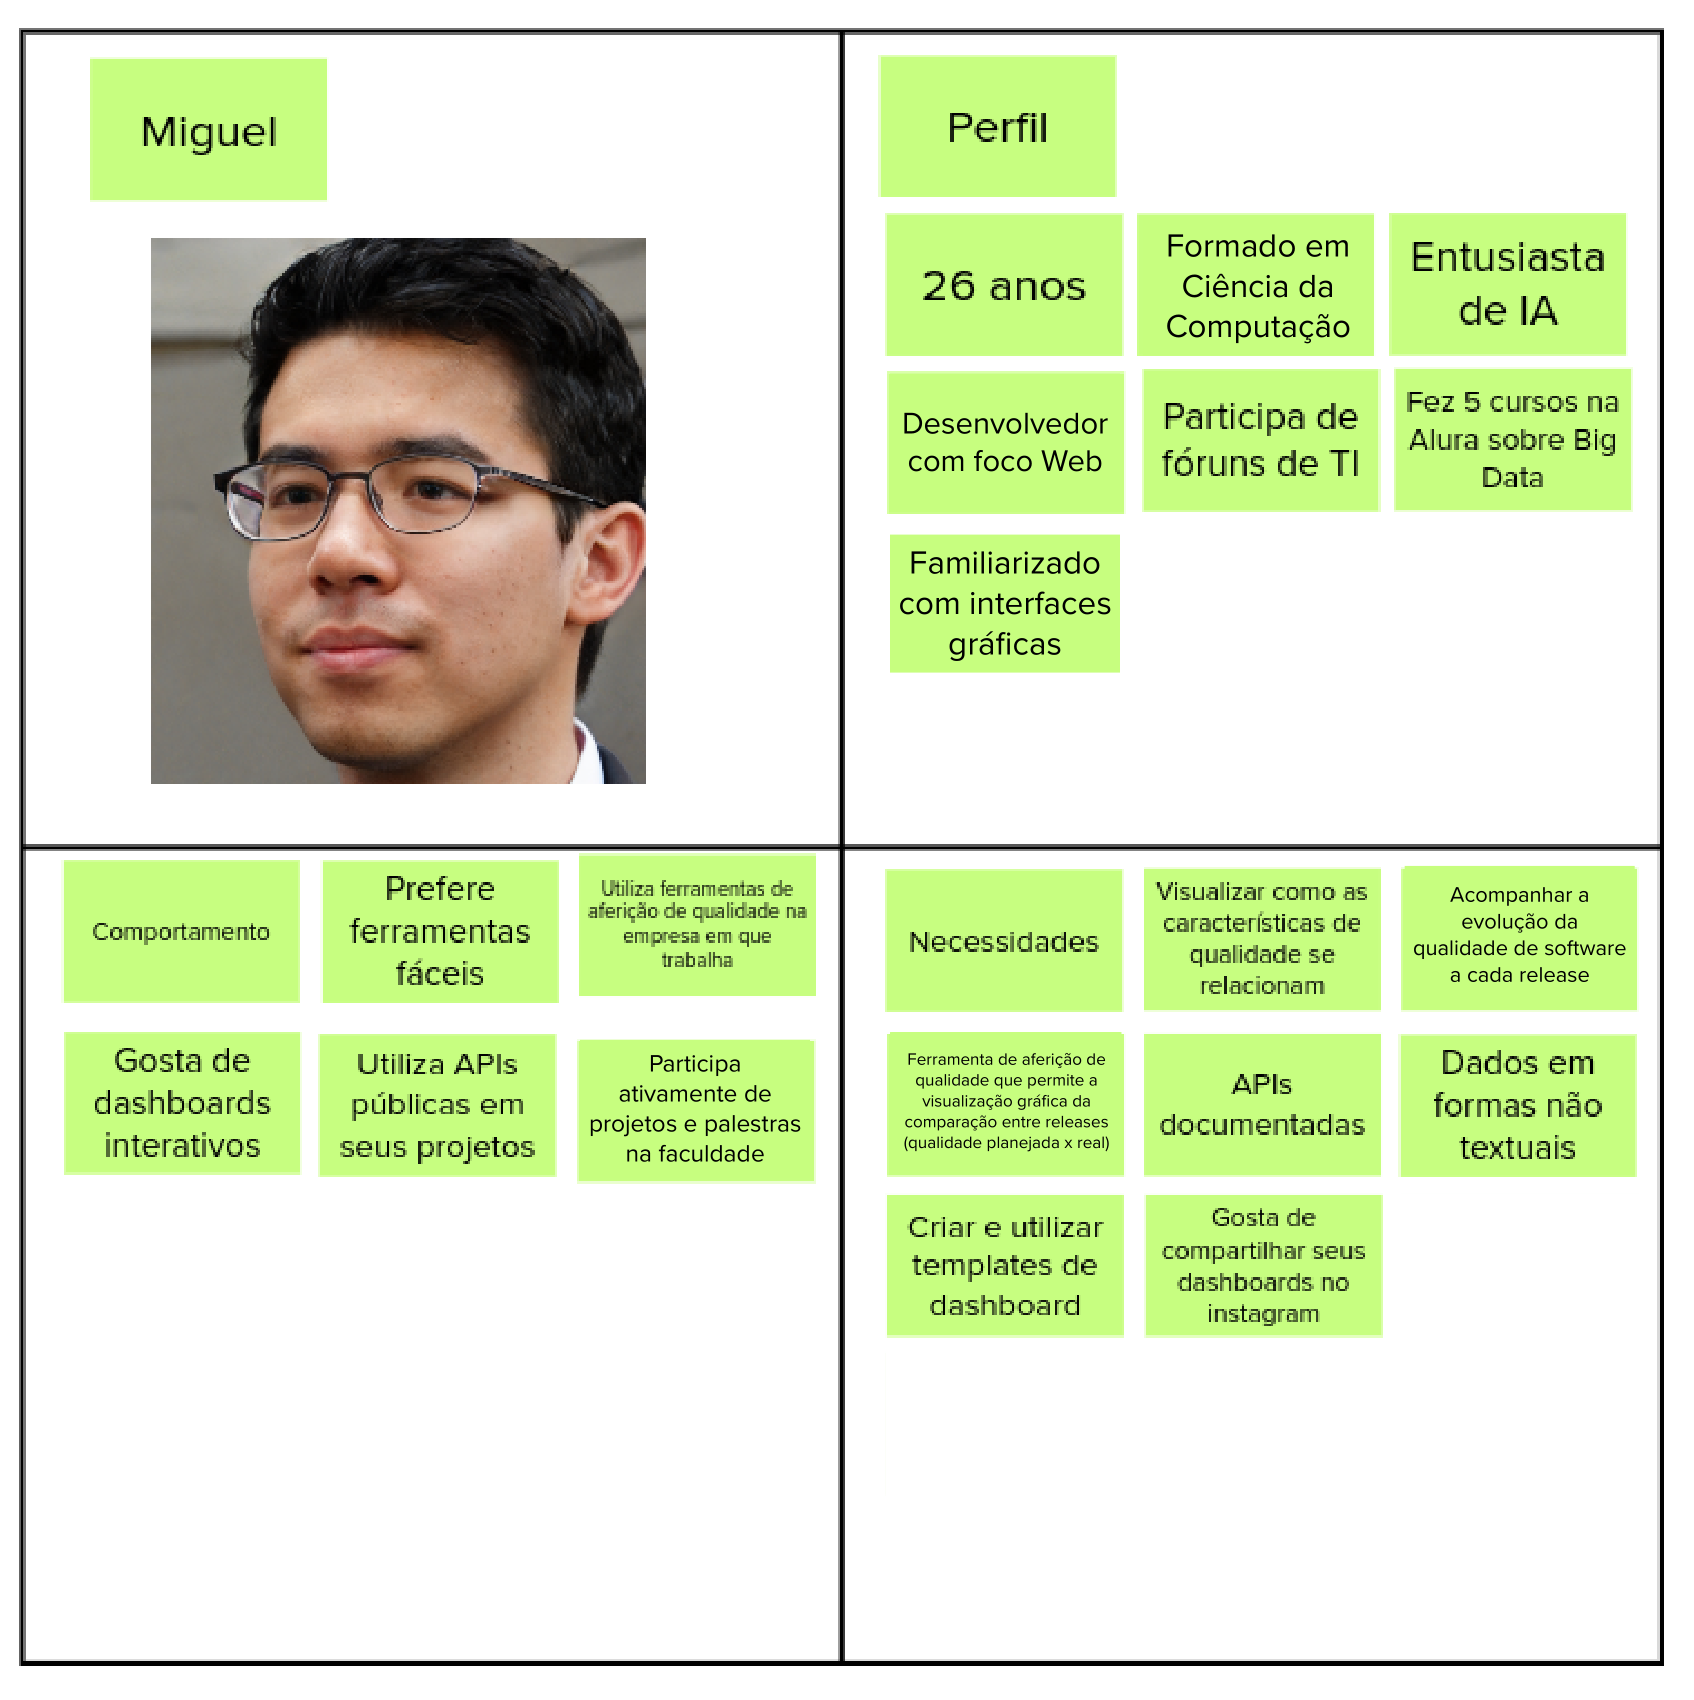 Miguel
Perfil
26 anos
Formado em
Ciência da
Computação
Entusiasta
de IA
Desenvolvedor
com foco Web
Participa de
fóruns de TI
Fez 5 cursos na
Alura sobre Big
Data
Familiarizado
com interfaces
gráficas
Comportamento
Prefere
ferramentas
fáceis
Utiliza ferramentas de
aferição de qualidade na
empresa em que
trabalha
Gosta de
dashboards
interativos
Utiliza APIs
públicas em
seus projetos
Participa
ativamente de
projetos e palestras
na faculdade
Necessidades
Visualizar como as
características de
qualidade se
relacionam
Acompanhar a
evolução da
qualidade de software
a cada release
Ferramenta de aferição de
qualidade que permite a
visualização gráfica da
comparação entre releases
(qualidade planejada x real)
APIs
documentadas
Dados em
formas não
textuais
Criar e utilizar
templates de
dashboard
Gosta de
compartilhar seus
dashboards no
instagram